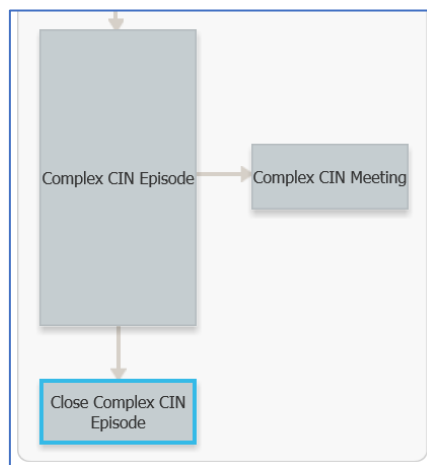 Complex CIN Episode
Complex CIN Meeting
Close Complex CIN
Episode